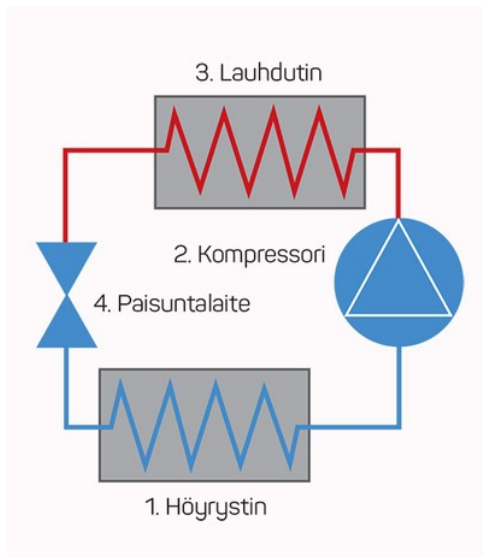 3. Lauhdutin
2. Kompressori
4. Paisuntalaite
1. Höyrystin